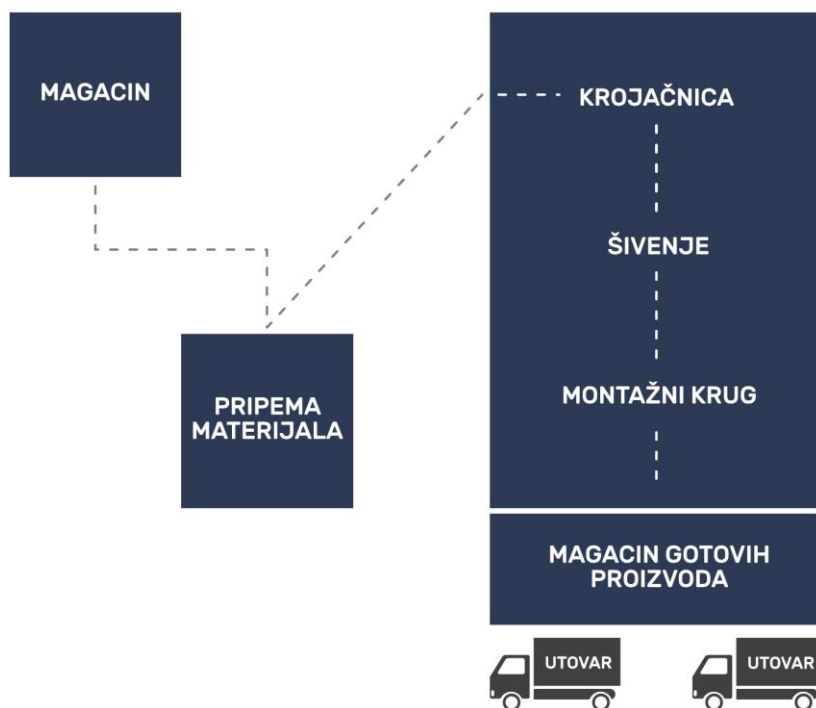 MAGACIN
KROJAČNICA
ŠIVENJE
PRIPEMA
MATERIJALA
MONTAŽNI KRUG
MAGACIN GOTOVIH
PROIZVODA
UTOVAR
UTOVAR